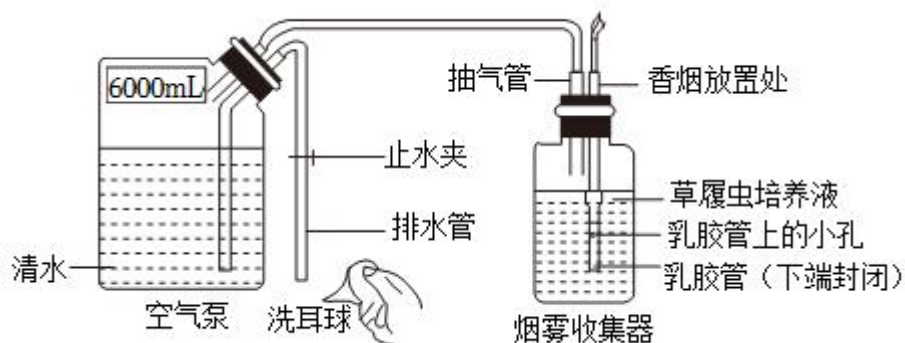 6000mL
抽气管
香烟放置处
止水夹
草履虫培养液
排水管
乳胶管上的小孔
清水
乳胶管（下端封闭）
空气泵
洗耳球
烟雾收集器